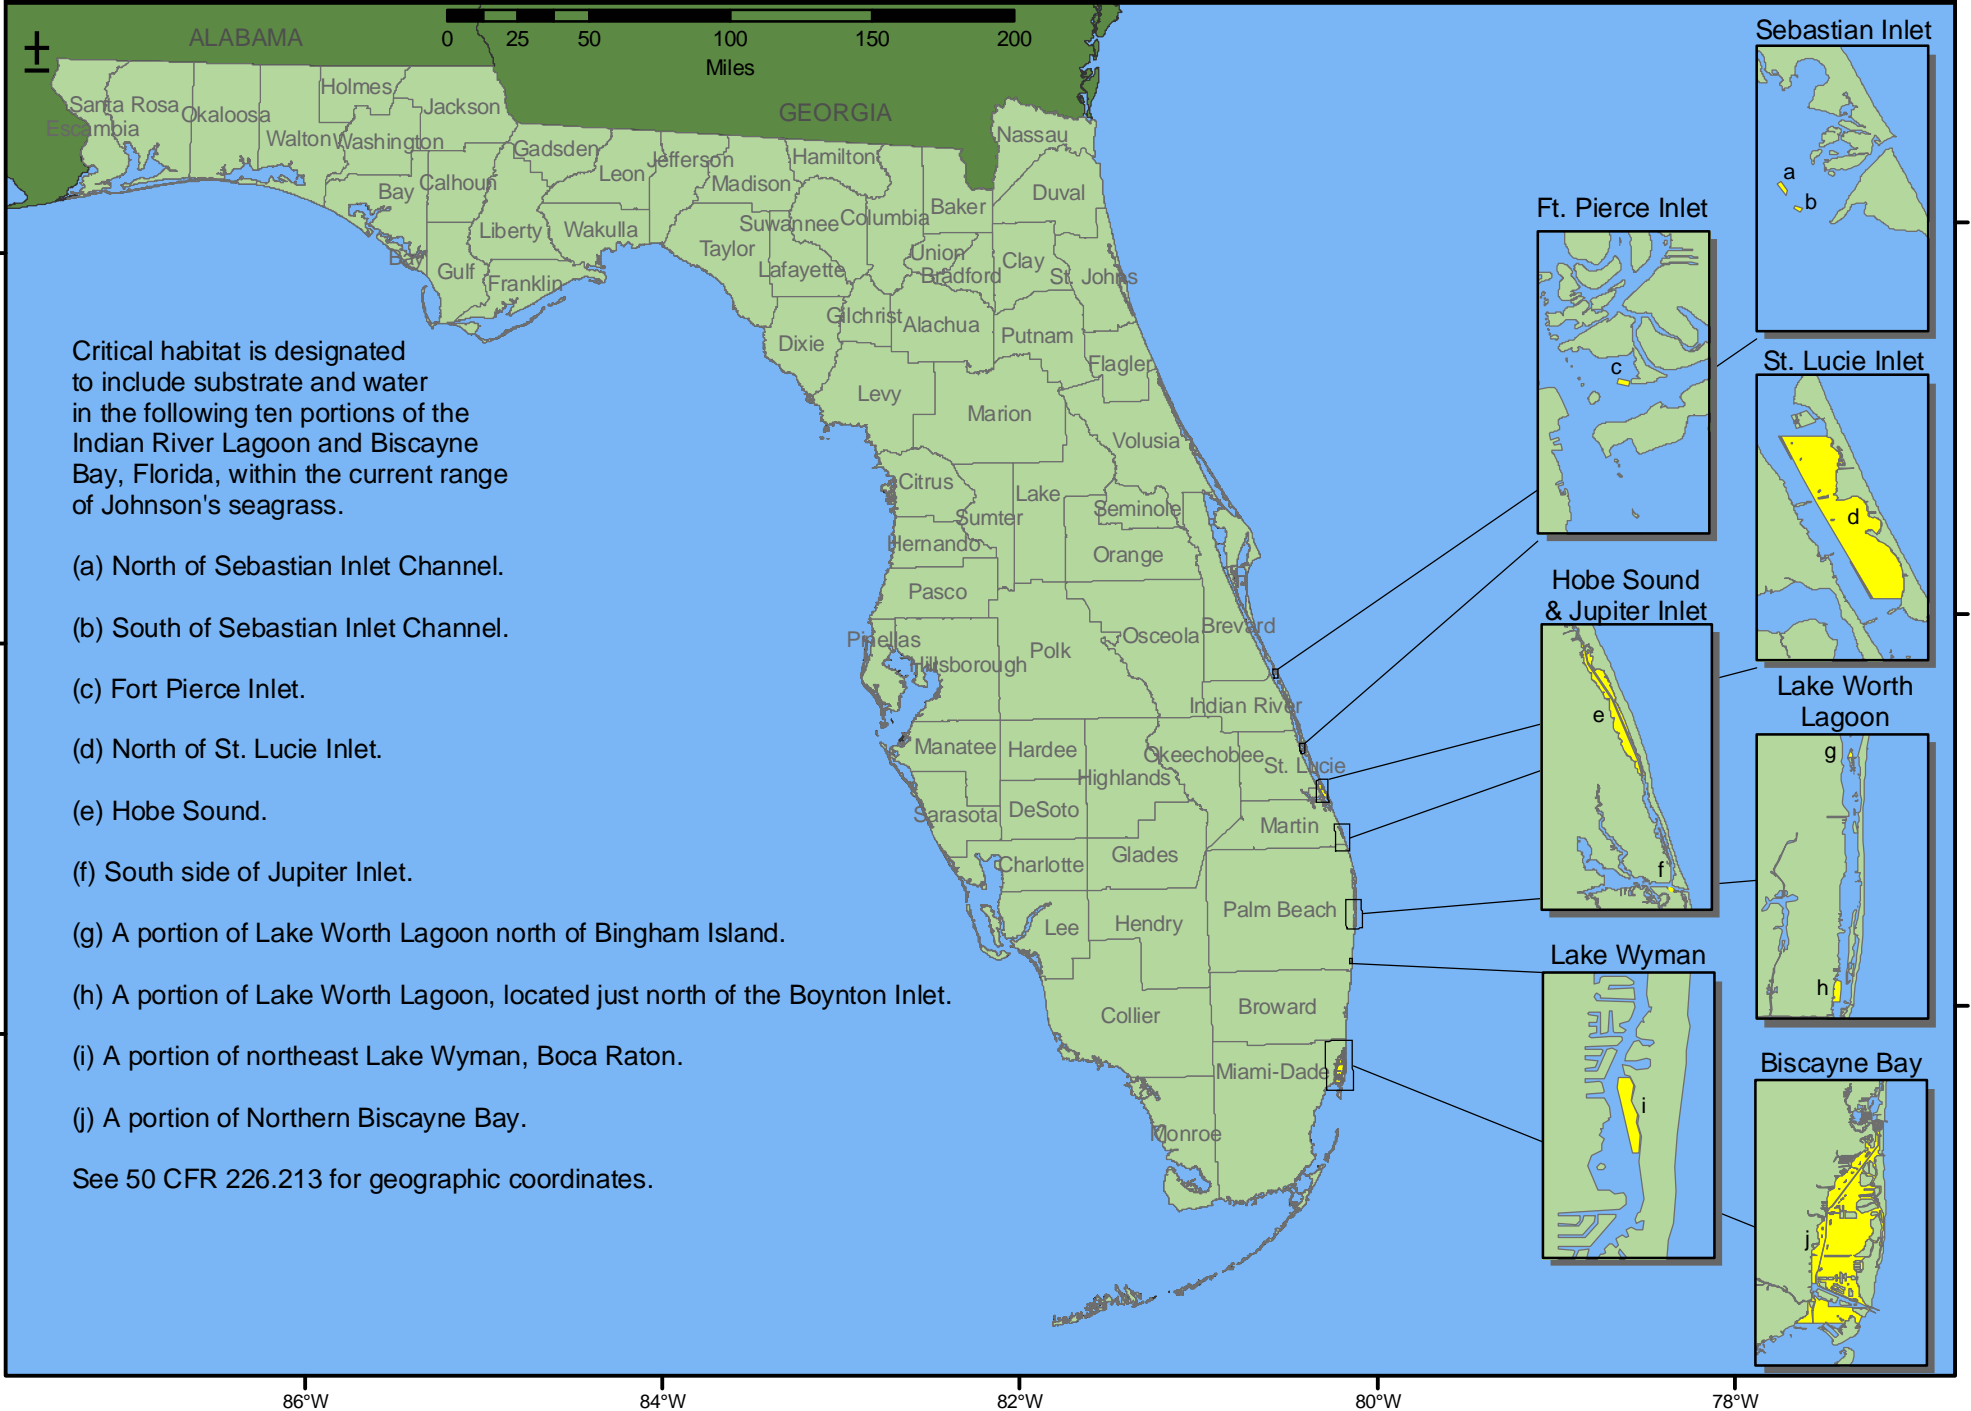 ALABAMA
0 25 50 100 150 200
Miles
GEORGIA
Escambia
Santa Rosa
Okaloosa
Walton
Holmes
Washington
Jackson
Bay
Calhoun
Bay
Gulf
Franklin
Liberty
Gadsden
Leon
Wakulla
Jefferson
Madison
Taylor
Hamilton
Suwannee
Lafayette
Columbia
Baker
Union
Bradford
Nassau
Duval
Clay
St. Johns
Dixie
Gilchrist
Alachua
Putnam
Flagler
Levy
Marion
Volusia
Citrus
Sumter
Lake
Seminole
Hernando
Orange
Pasco
Pinellas
Hillsborough
Polk
Osceola
Brevard
Indian River
Manatee
Hardee
Highlands
Okeechobee
St. Lucie
Sarasota
DeSoto
Martin
Charlotte
Glades
Lee
Hendry
Palm Beach
Collier
Broward
Miami-Dade
Monroe
Critical habitat is designated
to include substrate and water
in the following ten portions of the
Indian River Lagoon and Biscayne
Bay, Florida, within the current range
of Johnson's seagrass.
(a) North of Sebastian Inlet Channel.
(b) South of Sebastian Inlet Channel.
(c) Fort Pierce Inlet.
(d) North of St. Lucie Inlet.
(e) Hobe Sound.
(f) South side of Jupiter Inlet.
(g) A portion of Lake Worth Lagoon north of Bingham Island.
(h) A portion of Lake Worth Lagoon, located just north of the Boynton Inlet.
(i) A portion of northeast Lake Wyman, Boca Raton.
(j) A portion of Northern Biscayne Bay.
See 50 CFR 226.213 for geographic coordinates.
Sebastian Inlet
a
b
Ft. Pierce Inlet
c
St. Lucie Inlet
d
Hobe Sound
& Jupiter Inlet
e
f
Lake Worth
Lagoon
g
h
Lake Wyman
i
Biscayne Bay
j
86°W 84°W 82°W 80°W 78°W